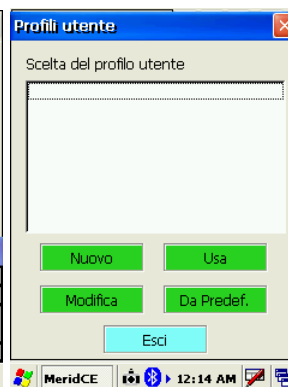 Profili utente
Scelta del profilo utente
Nuovo
Usa
Modifica
Da Predef.
Esci
MeridCE
12:14 AM